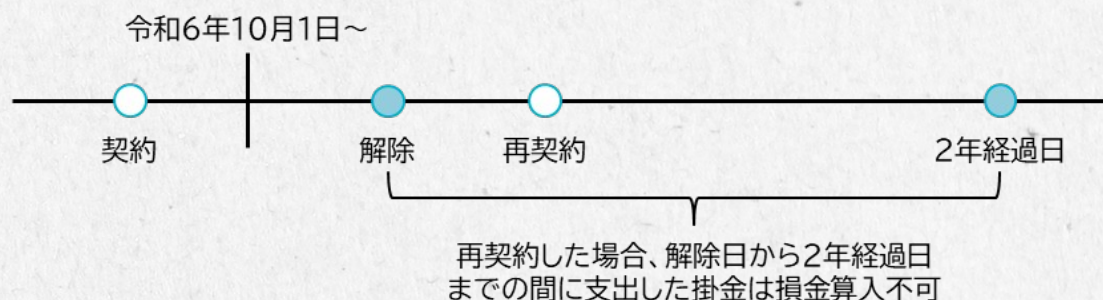 令和6年10月1日〜
契約
解除
再契約
2年経過日
再契約した場合、解除日から2年経過日
までの間に支出した掛金は損金算入不可